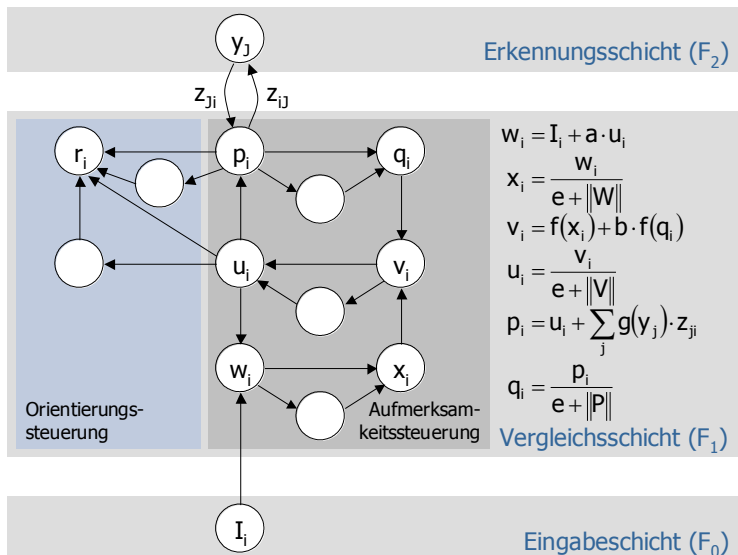 y_J
Erkennungsschicht (F_2)
z_Ji z_iJ
r_i p_i q_i
u_i v_i
w_i x_i
w_i = I_i + a · u_i
x_i = w_i / (e + ‖W‖)
v_i = f(x_i) + b · f(q_i)
u_i = v_i / (e + ‖V‖)
p_i = u_i + ∑_j g(y_j) · z_ji
q_i = p_i / (e + ‖P‖)
Orientierungs-
steuerung
Aufmerksam-
keitssteuerung
Vergleichsschicht (F_1)
I_i
Eingabeschicht (F_0)